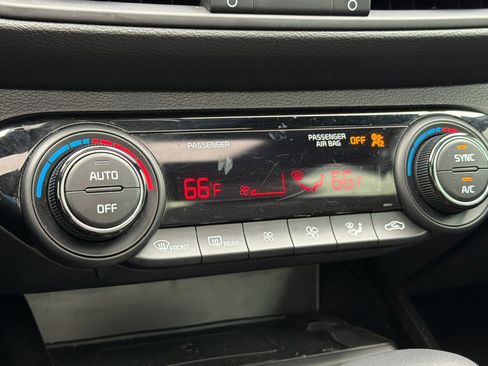 PASSENGER
PASSENGER
AIR BAG OFF
AUTO
OFF
66°F
66°F
SYNC
A/C
FRONT
REAR